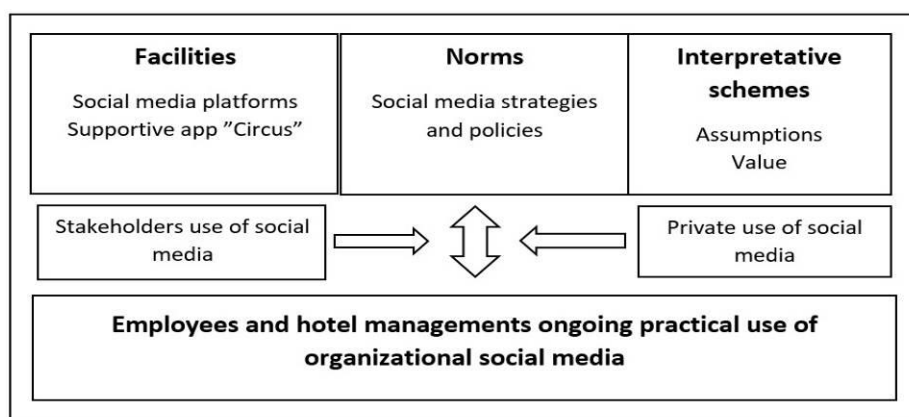 Facilities
Social media platforms
Supportive app ”Circus”
Norms
Social media strategies
and policies
Interpretative
schemes
Assumptions
Value
Stakeholders use of social
media
Private use of social
media
Employees and hotel managements ongoing practical use of
organizational social media